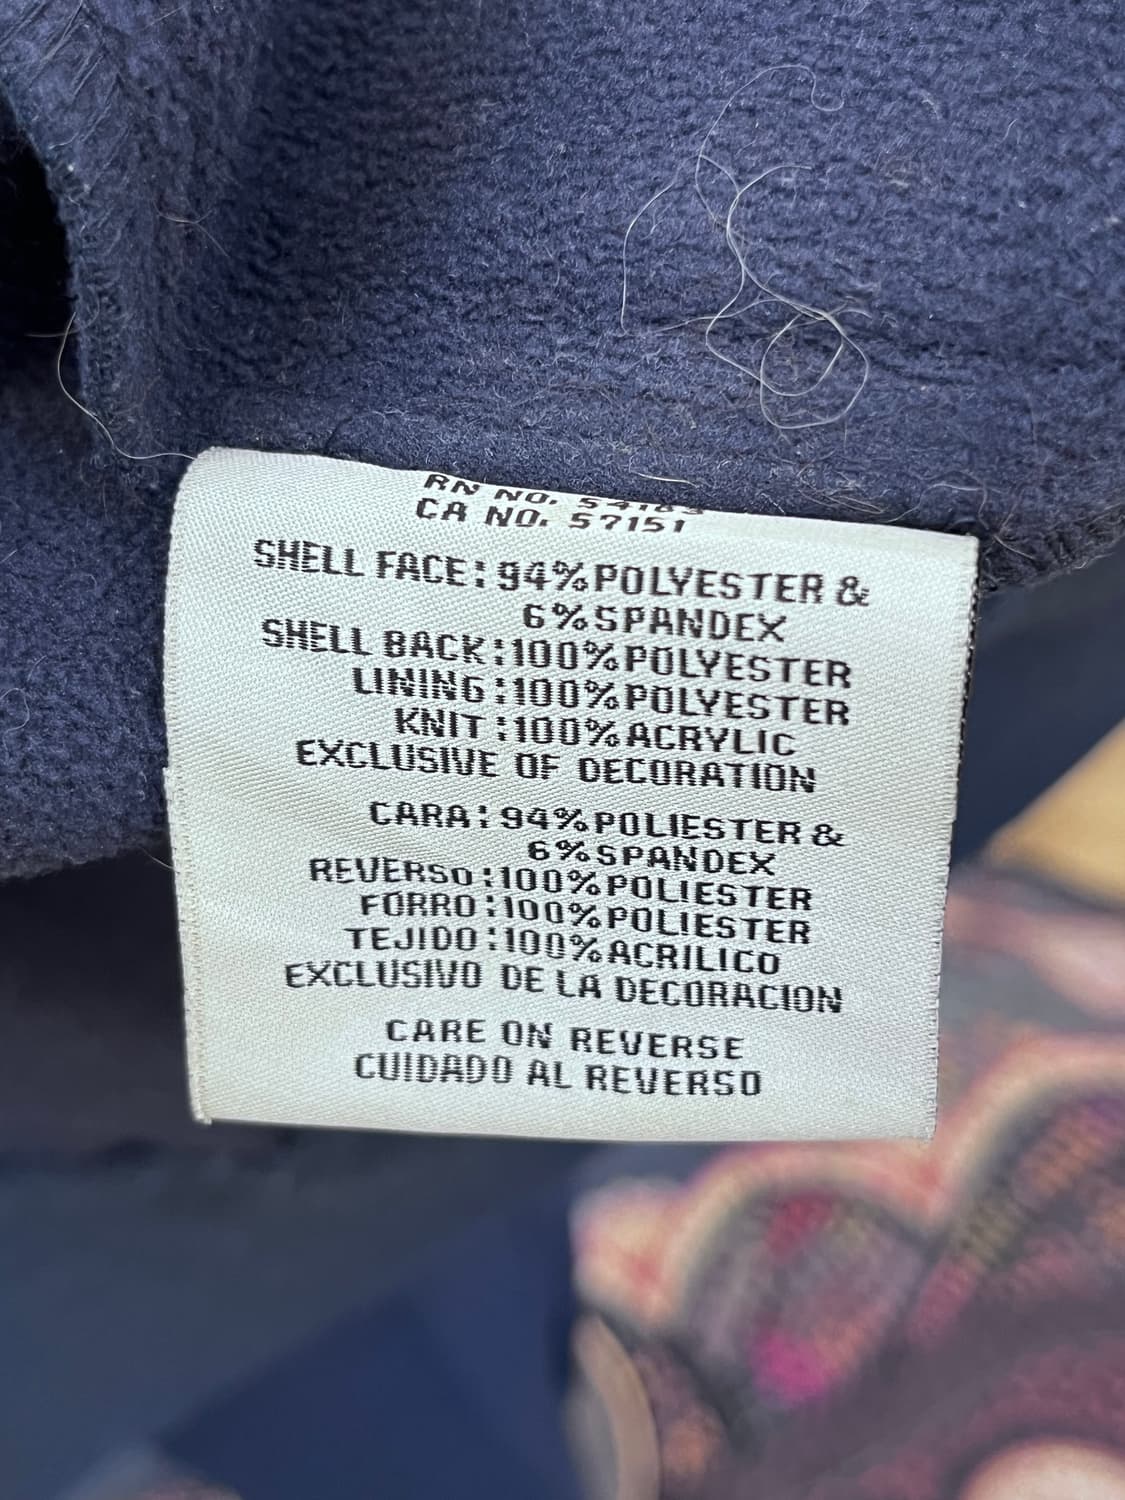 RN NO.
CA NO. 57151
SHELL FACE: 94% POLYESTER &
6% SPANDEX
SHELL BACK: 100% POLYESTER
LINING: 100% POLYESTER
KNIT: 100% ACRYLIC
EXCLUSIVE OF DECORATION
CARA: 94% POLIESTER &
6% SPANDEX
REVERSO: 100% POLIESTER
FORRO: 100% POLIESTER
TEJIDO: 100% ACRILICO
EXCLUSIVO DE LA DECORACION
CARE ON REVERSE
CUIDADO AL REVERSO